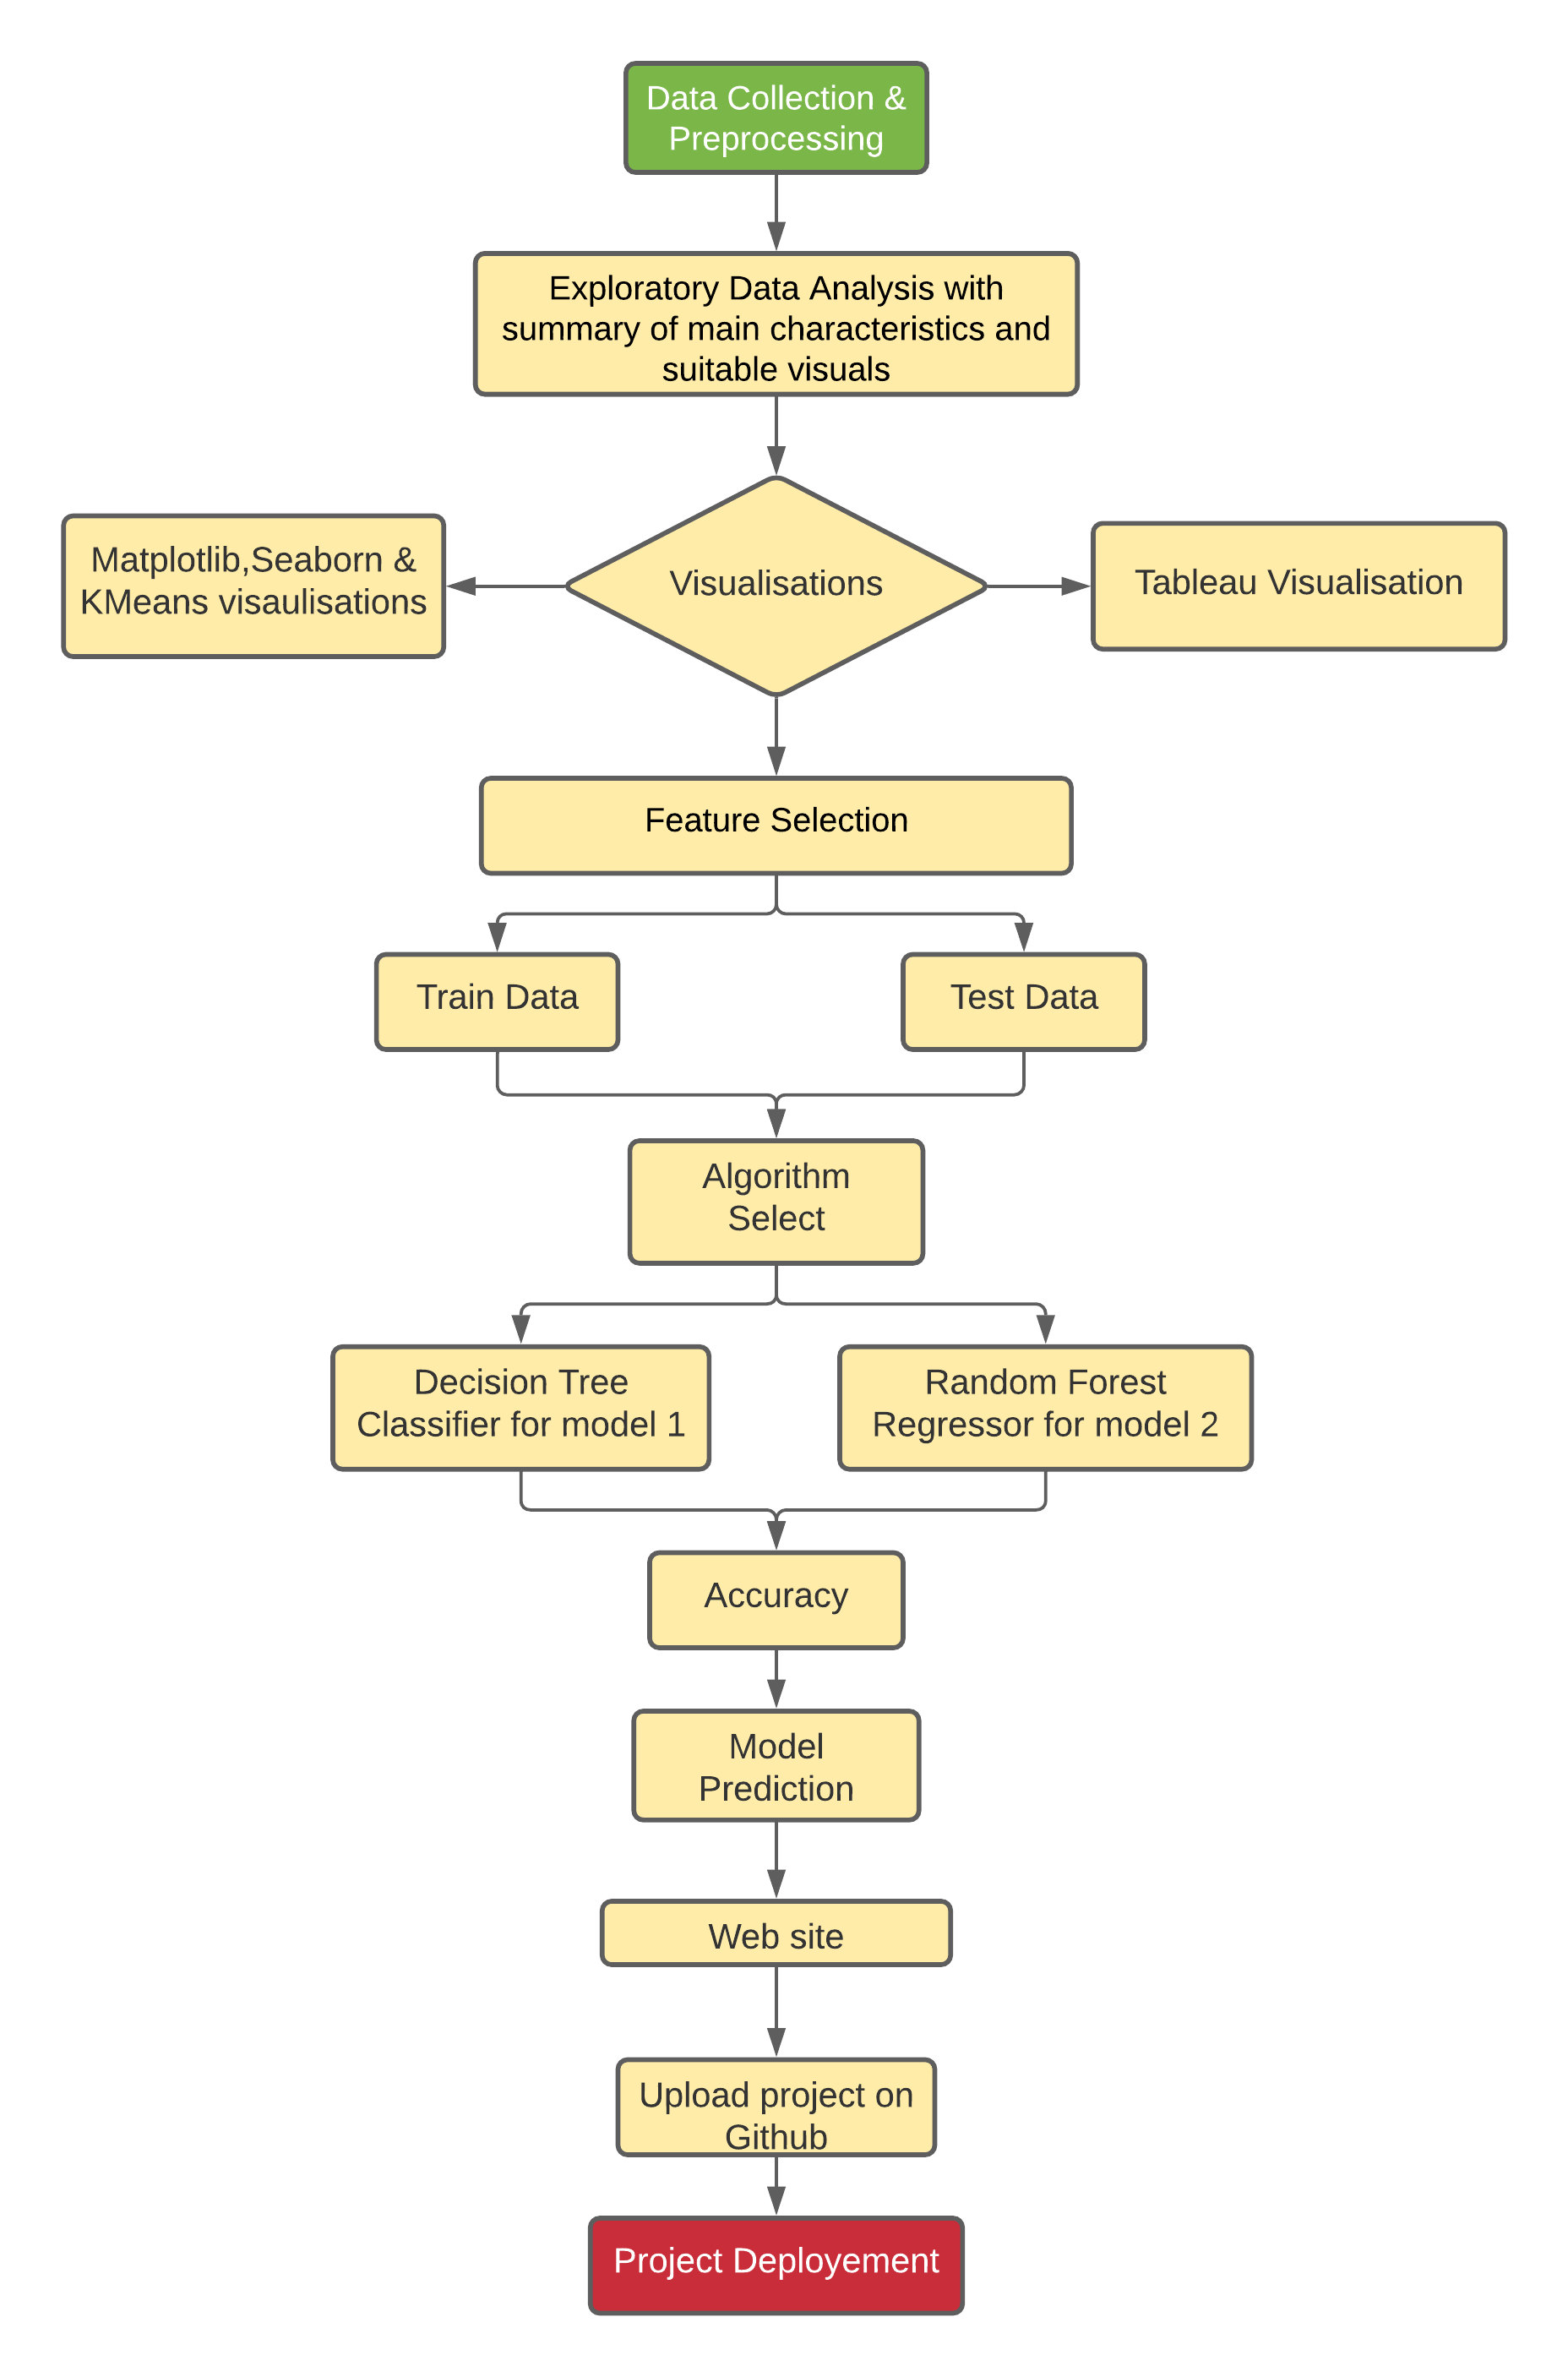 Data Collection &
Preprocessing
Exploratory Data Analysis with
summary of main characteristics and
suitable visuals
Matplotlib,Seaborn &
KMeans visaulisations
Visualisations
Tableau Visualisation
Feature Selection
Train Data
Test Data
Algorithm
Select
Decision Tree
Classifier for model 1
Random Forest
Regressor for model 2
Accuracy
Model
Prediction
Web site
Upload project on
Github
Project Deployement